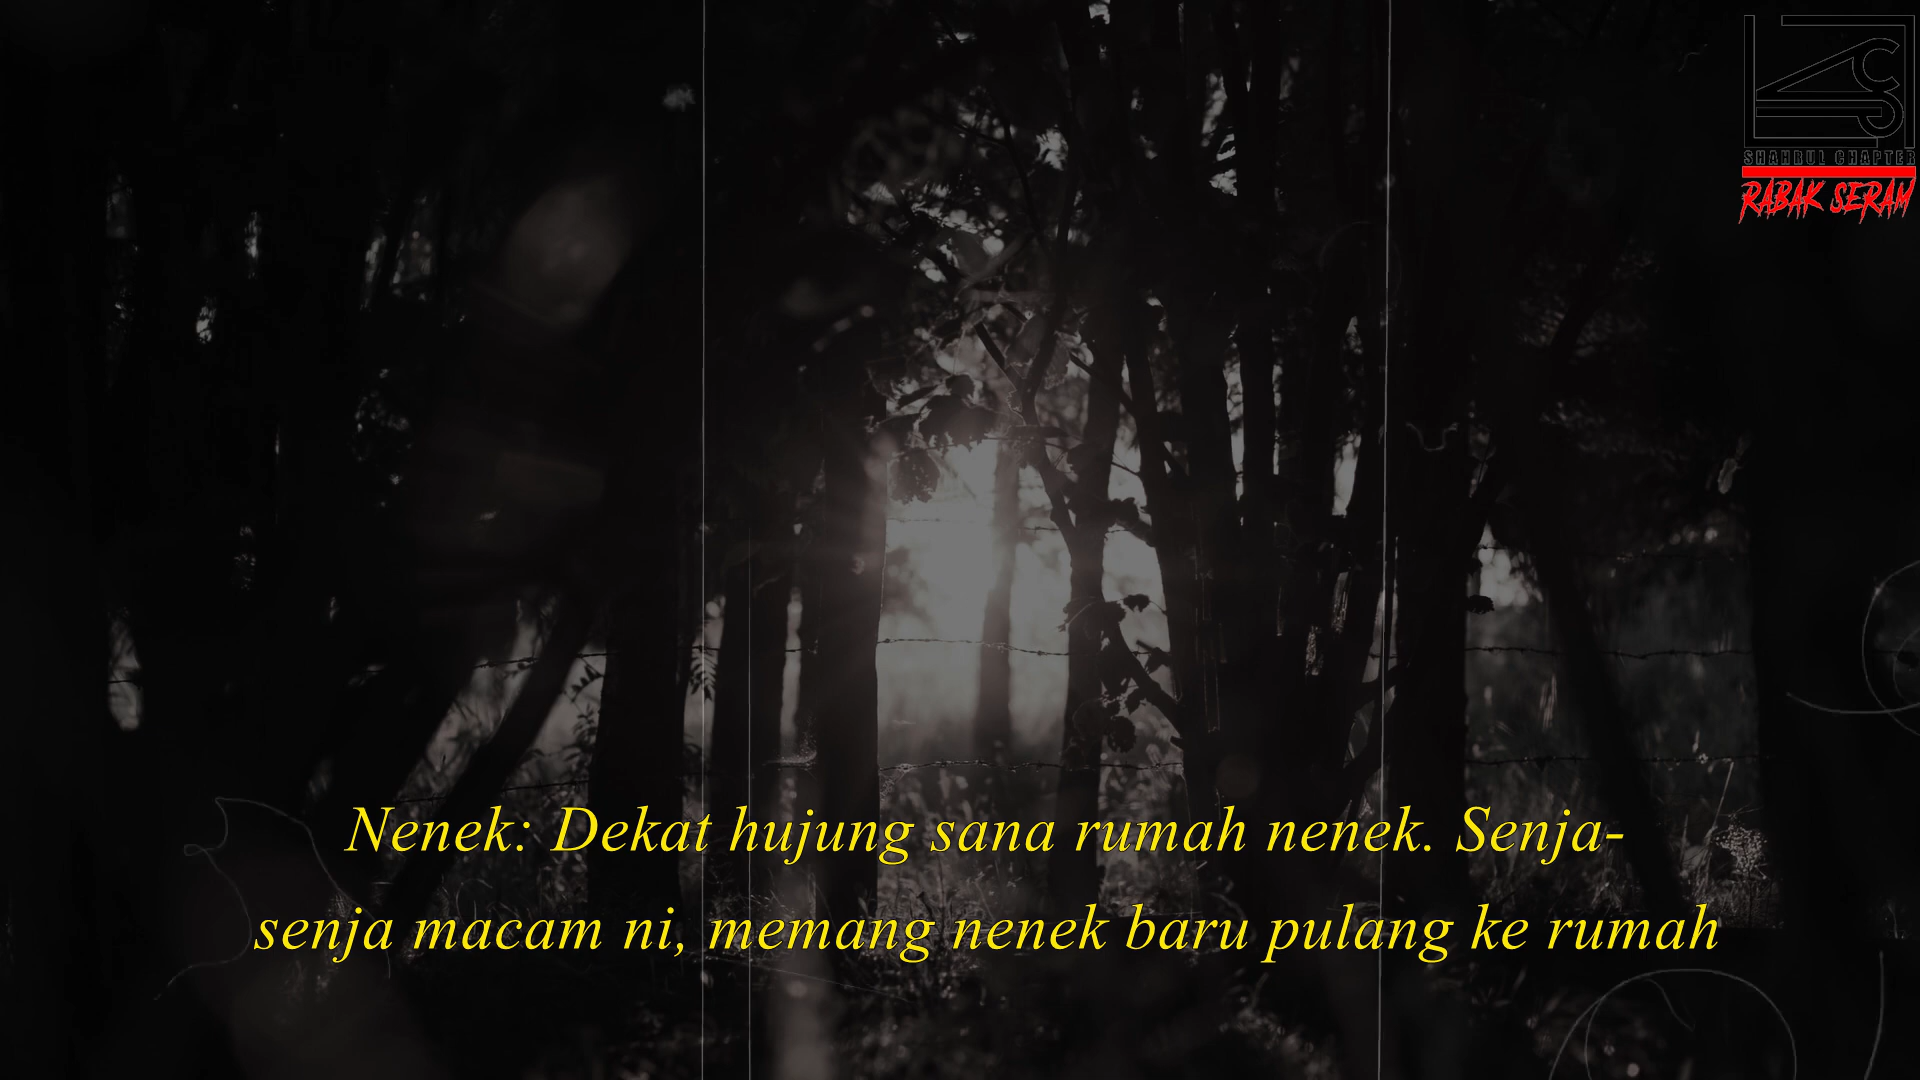 SHAHBUL CHAPTER
RABAK SERAM
Nenek: Dekat hujung sana rumah nenek. Senja-
senja macam ni, memang nenek baru pulang ke rumah